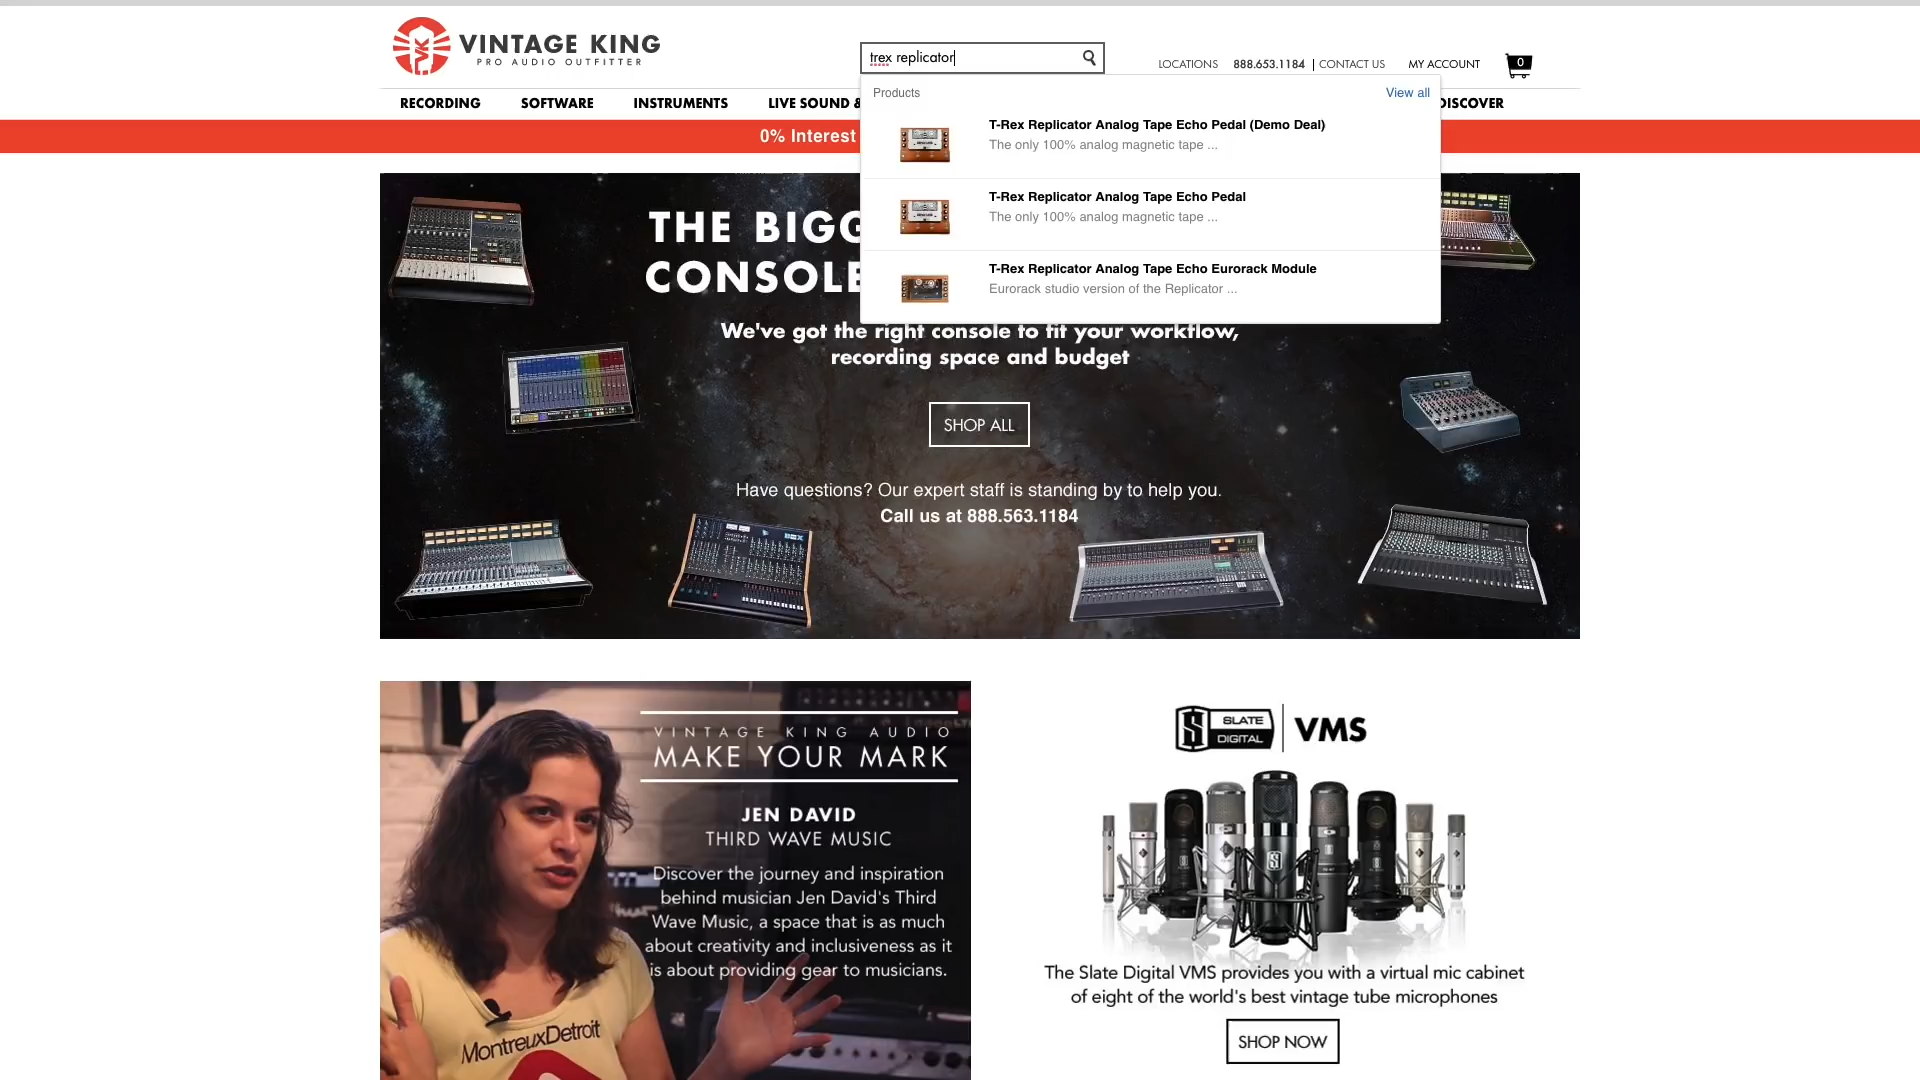 VINTAGE KING
PRO AUDIO OUTFITTER
trex replicator
LOCATIONS 888.653.1184 | CONTACT US MY ACCOUNT 0
RECORDING SOFTWARE INSTRUMENTS LIVE SOUND & DISCOVER
0% Interest
Products View all
T-Rex Replicator Analog Tape Echo Pedal (Demo Deal)
The only 100% analog magnetic tape ...
T-Rex Replicator Analog Tape Echo Pedal
The only 100% analog magnetic tape ...
T-Rex Replicator Analog Tape Echo Eurorack Module
Eurorack studio version of the Replicator ...
THE BIGG
CONSOLE
We've got the right console to fit your workflow,
recording space and budget
SHOP ALL
Have questions? Our expert staff is standing by to help you.
Call us at 888.563.1184
VINTAGE KING AUDIO
MAKE YOUR MARK
JEN DAVID
THIRD WAVE MUSIC
Discover the journey and inspiration
behind musician Jen David's Third
Wave Music, a space that is as much
about creativity and inclusiveness as it
is about providing gear to musicians.
MontreuxDetroit
SLATE
DIGITAL
VMS
The Slate Digital VMS provides you with a virtual mic cabinet
of eight of the world's best vintage tube microphones
SHOP NOW